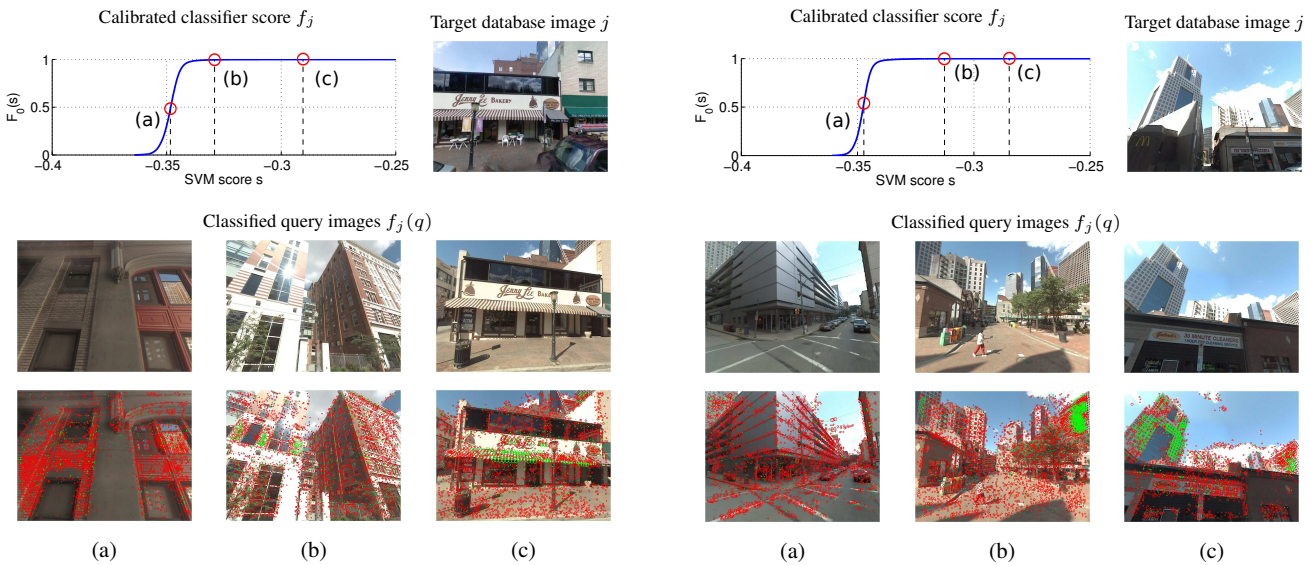 Calibrated classifier score f_j
Target database image j
1
0.5
0
F_0(s)
(a)
(b)
(c)
−0.4
−0.35
−0.3
−0.25
SVM score s
Jenny Lee BAKERY
Classified query images f_j(q)
Jenny Lee BAKERY
(a)
(b)
(c)
Calibrated classifier score f_j
Target database image j
1
0.5
0
F_0(s)
(a)
(b)
(c)
−0.4
−0.35
−0.3
−0.25
SVM score s
Classified query images f_j(q)
30 MINUTE CLEANERS
(a)
(b)
(c)